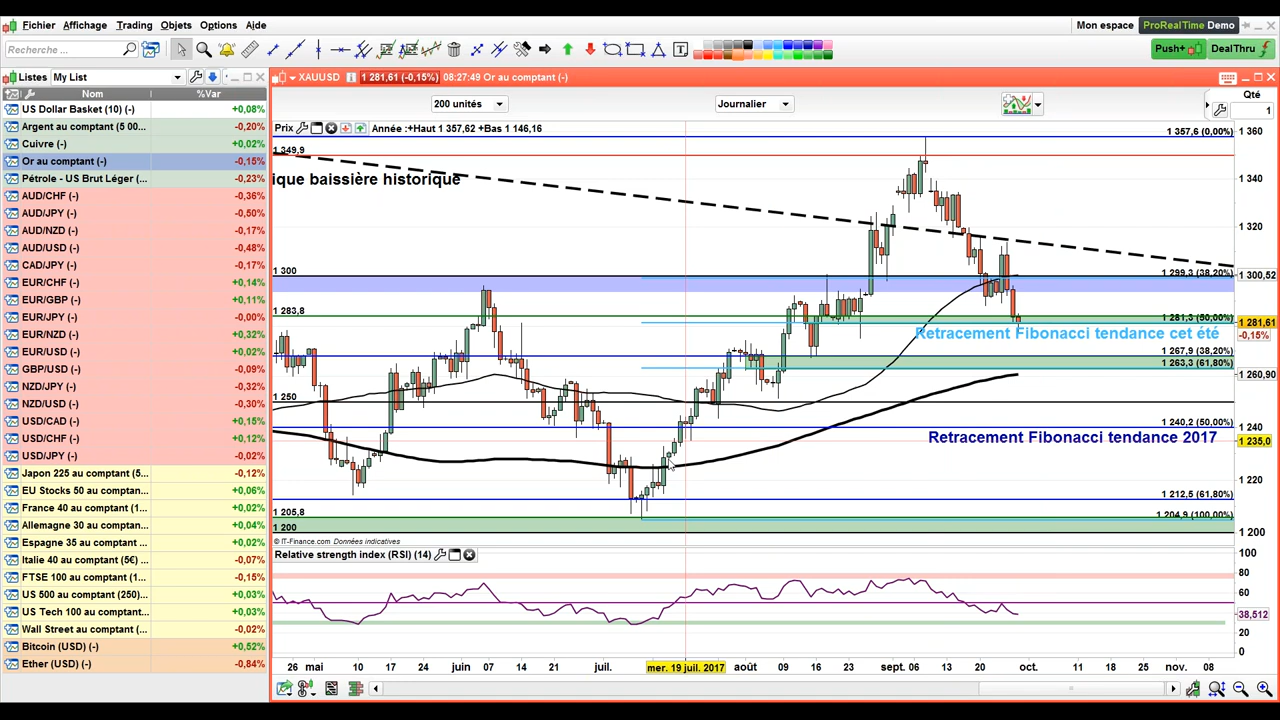 Fichier Affichage Trading Objets Options Aide Mon espace ProRealTime Demo
Recherche ... Push+ DealThru
Listes My List XAUUSD 1 281,61 (-0,15%) 08:27:49 Or au comptant (-)
Nom %Var
US Dollar Basket (10) (-) +0,08%
Argent au comptant (5 00... -0,20%
Cuivre (-) +0,02%
Or au comptant (-) -0,15%
Pétrole - US Brut Léger (... -0,23%
AUD/CHF (-) -0,36%
AUD/JPY (-) -0,50%
AUD/NZD (-) -0,17%
AUD/USD (-) -0,48%
CAD/JPY (-) -0,17%
EUR/CHF (-) +0,14%
EUR/GBP (-) +0,11%
EUR/JPY (-) -0,00%
EUR/NZD (-) +0,32%
EUR/USD (-) +0,02%
GBP/USD (-) -0,09%
NZD/JPY (-) -0,32%
NZD/USD (-) -0,30%
USD/CAD (-) +0,15%
USD/CHF (-) +0,12%
USD/JPY (-) -0,02%
Japon 225 au comptant (5... -0,12%
EU Stocks 50 au comptan... +0,06%
France 40 au comptant (1... +0,02%
Allemagne 30 au comptan... +0,04%
Espagne 35 au comptant ... +0,02%
Italie 40 au comptant (5€) -0,07%
FTSE 100 au comptant (1... -0,15%
US 500 au comptant (250)... +0,03%
US Tech 100 au comptant... +0,03%
Wall Street au comptant (-... -0,02%
Bitcoin (USD) (-) +0,52%
Ether (USD) (-) -0,84%
200 unités Journalier Qté
1
Prix Année :+Haut 1 357,62 +Bas 1 146,16
1 357,6 (0,00%)
1 360
1 349,9
ique baissière historique
1 340
1 320
1 300
1 299,3 (38,20%)
1 300,52
1 283,8
1 281,3 (50,00%)
1 281,61
-0,15%
Retracement Fibonacci tendance cet été
1 267,9 (38,20%)
1 263,3 (61,80%)
1 260,90
1 250
1 240,2 (50,00%)
1 240
Retracement Fibonacci tendance 2017
1 235,0
1 220
1 212,5 (61,80%)
1 205,8
1 204,9 (100,00%)
1 200
1 200
© IT-Finance.com Données indicatives
Relative strength index (RSI) (14)
100
80
60
38,512
20
0
26 mai 10 17 24 juin 07 14 21 juil. mer. 19 juil. 2017 août 09 16 23 sept. 06 13 20 oct. 11 18 nov. 08